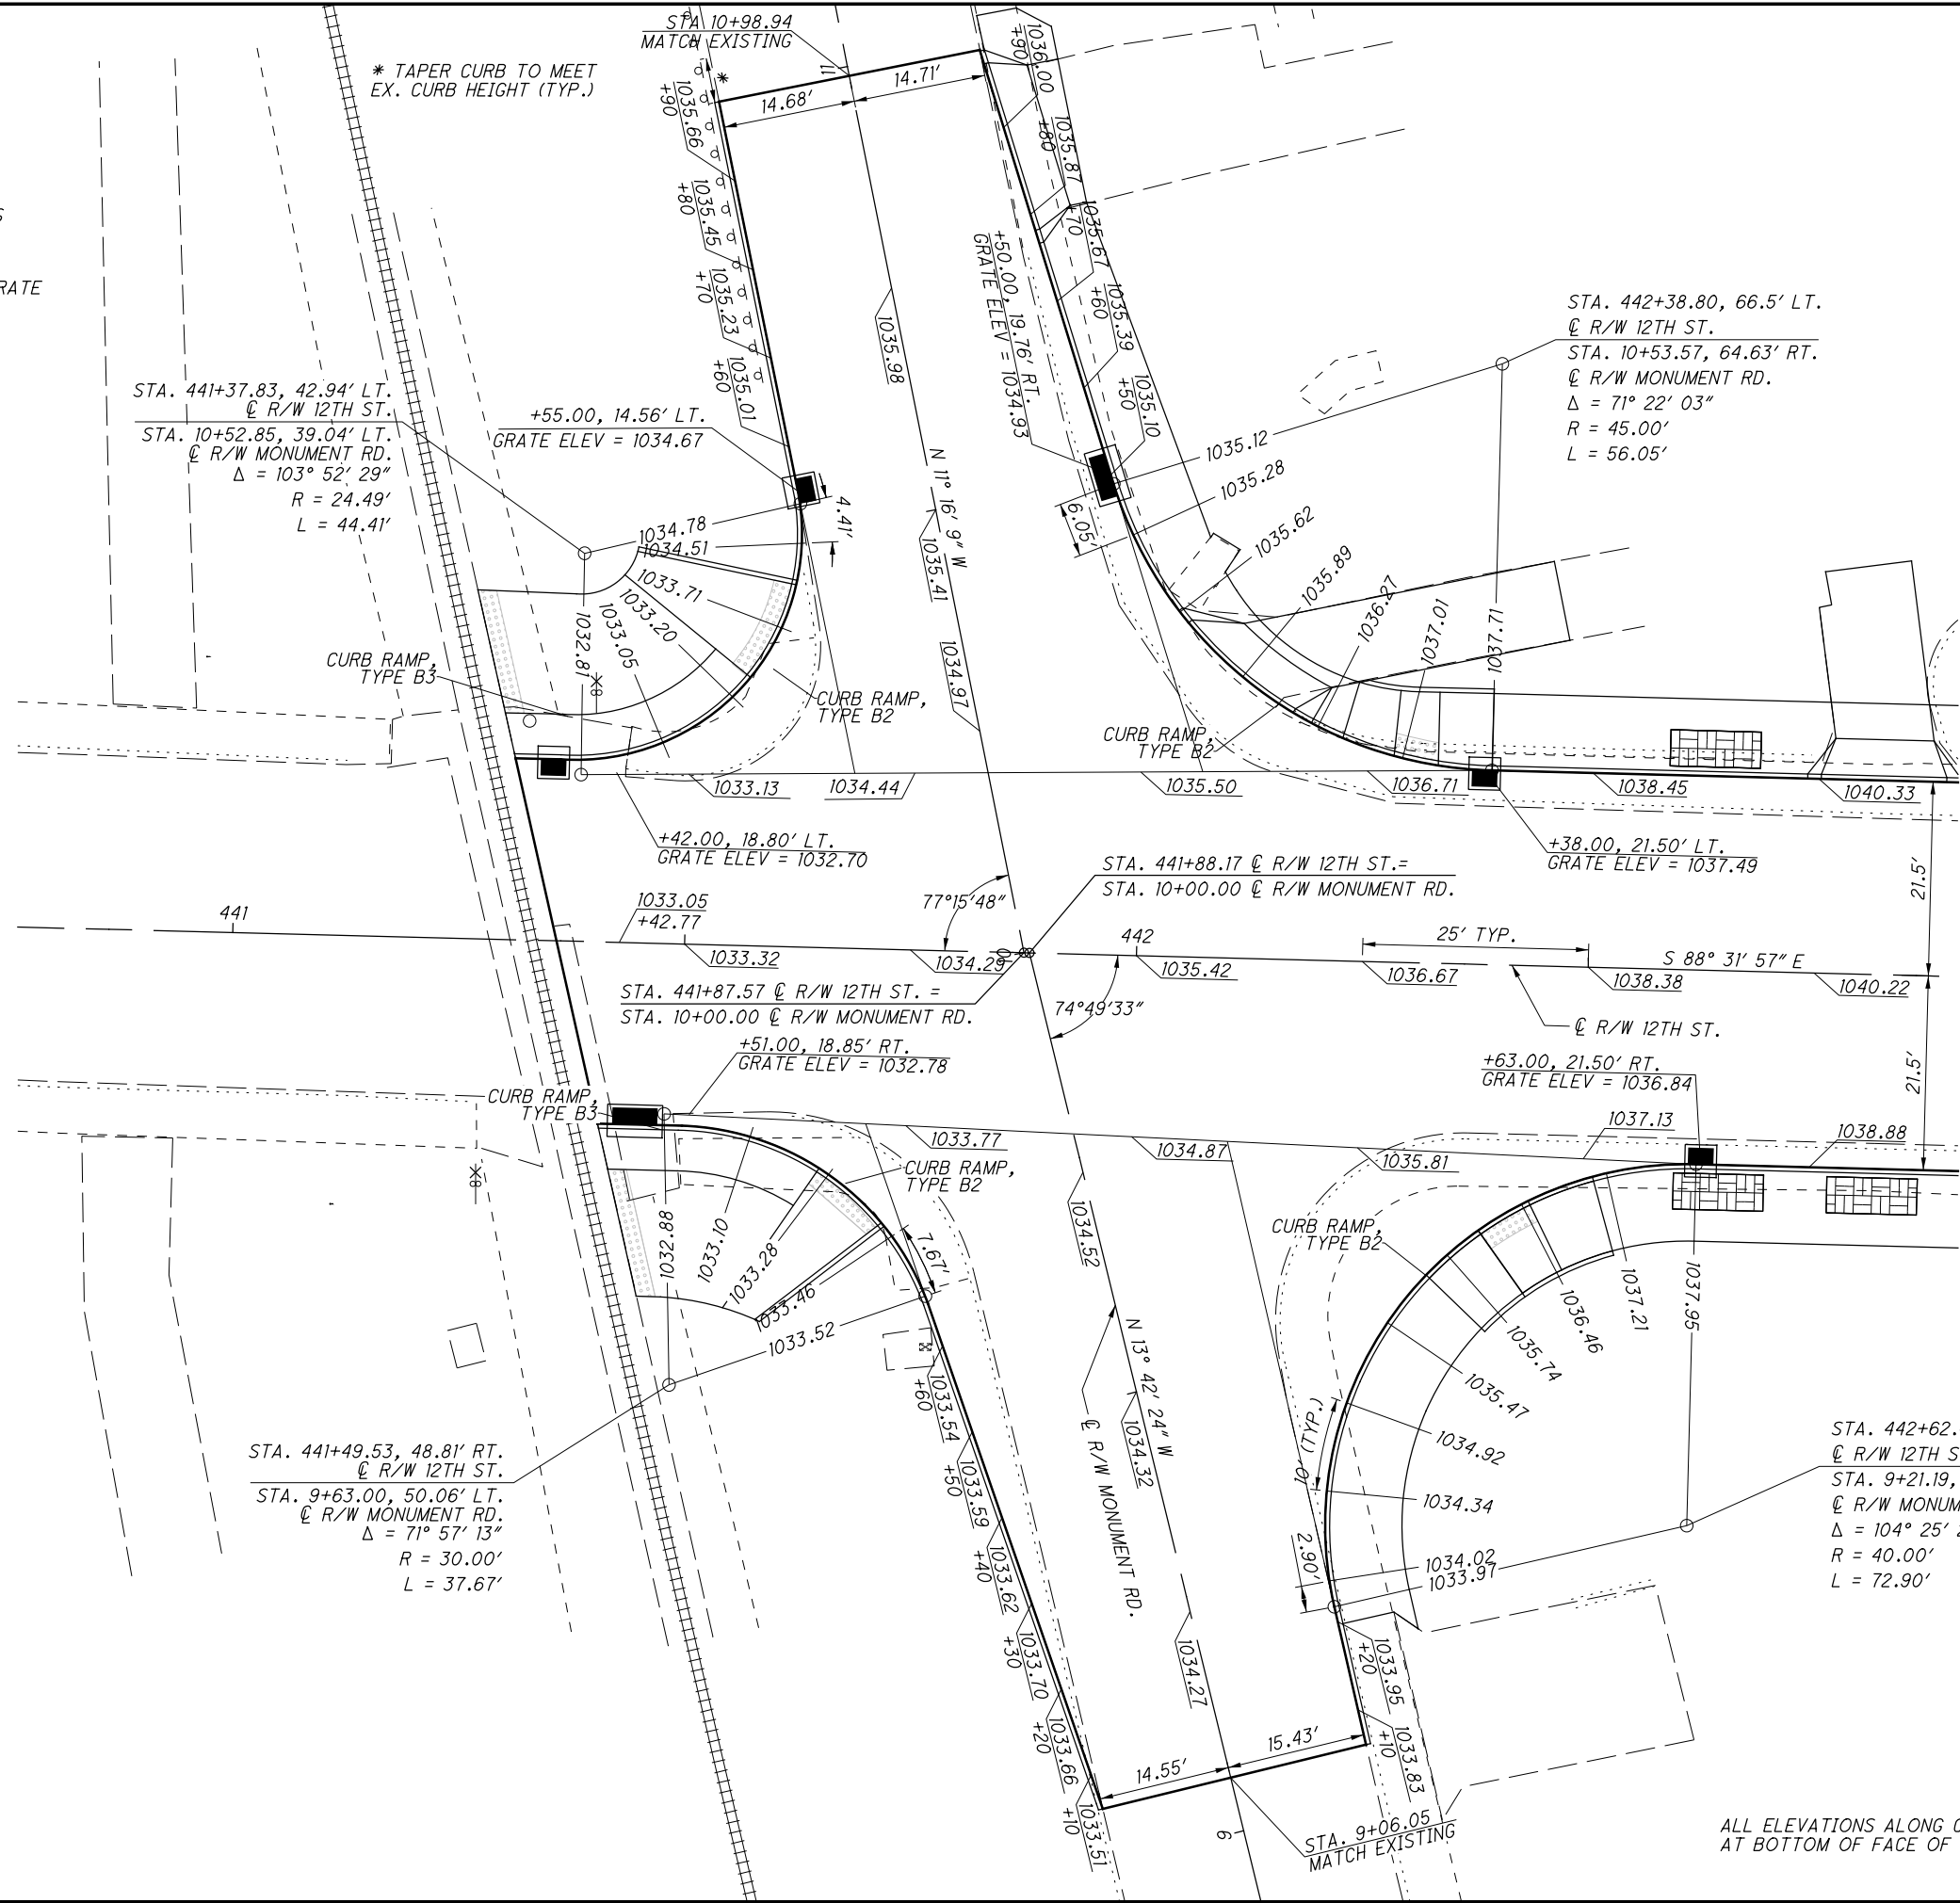 STA. 10+98.94
MATCH EXISTING
* TAPER CURB TO MEET
EX. CURB HEIGHT (TYP.)
*
11
14.68'
14.71'
1036.00
+90
1035.87
+80
1035.67
+70
1035.39
+60
1035.10
+50
1035.66
+90
1035.45
+80
1035.23
+70
1035.01
+60
+50.00, 19.76' RT.
GRATE ELEV = 1034.93
RATE
STA. 442+38.80, 66.5' LT.
℄ R/W 12TH ST.
STA. 10+53.57, 64.63' RT.
℄ R/W MONUMENT RD.
Δ = 71° 22' 03"
R = 45.00'
L = 56.05'
STA. 441+37.83, 42.94' LT.
℄ R/W 12TH ST.
STA. 10+52.85, 39.04' LT.
℄ R/W MONUMENT RD.
Δ = 103° 52' 29"
R = 24.49'
L = 44.41'
+55.00, 14.56' LT.
GRATE ELEV = 1034.67
1035.98
N 11° 16' 9" W
1035.41
1034.97
4.41'
6.05'
1035.12
1035.28
1035.62
1035.89
1036.27
1037.01
1037.71
1034.78
1034.51
1033.71
1033.20
1033.05
1032.81
CURB RAMP,
TYPE B3
CURB RAMP,
TYPE B2
CURB RAMP,
TYPE B2
1033.13
1034.44
1035.50
1036.71
1038.45
1040.33
+42.00, 18.80' LT.
GRATE ELEV = 1032.70
+38.00, 21.50' LT.
GRATE ELEV = 1037.49
STA. 441+88.17 ℄ R/W 12TH ST.=
STA. 10+00.00 ℄ R/W MONUMENT RD.
77°15'48"
21.5'
441
1033.05
+42.77
1033.32
1034.29
442
1035.42
25' TYP.
1036.67
1038.38
S 88° 31' 57" E
1040.22
STA. 441+87.57 ℄ R/W 12TH ST. =
STA. 10+00.00 ℄ R/W MONUMENT RD.
74°49'33"
℄ R/W 12TH ST.
+51.00, 18.85' RT.
GRATE ELEV = 1032.78
+63.00, 21.50' RT.
GRATE ELEV = 1036.84
21.5'
CURB RAMP,
TYPE B3
1033.77
1034.87
1035.81
1037.13
1038.88
CURB RAMP,
TYPE B2
CURB RAMP,
TYPE B2
1032.88
1033.10
1033.28
1033.46
1033.52
7.67'
1034.52
N 13° 42' 24" W
1034.32
℄ R/W MONUMENT RD.
1034.27
1037.95
1037.21
1036.46
1035.74
1035.47
1034.92
1034.34
1034.02
1033.97
10' (TYP.)
2.90'
1033.54
+60
1033.59
+50
1033.62
+40
1033.70
+30
1033.66
+20
1033.51
+10
1033.95
+20
1033.83
+10
STA. 441+49.53, 48.81' RT.
℄ R/W 12TH ST.
STA. 9+63.00, 50.06' LT.
℄ R/W MONUMENT RD.
Δ = 71° 57' 13"
R = 30.00'
L = 37.67'
STA. 442+62.
℄ R/W 12TH S
STA. 9+21.19,
℄ R/W MONUM
Δ = 104° 25'
R = 40.00'
L = 72.90'
14.55'
15.43'
9
STA. 9+06.05
MATCH EXISTING
ALL ELEVATIONS ALONG
AT BOTTOM OF FACE OF